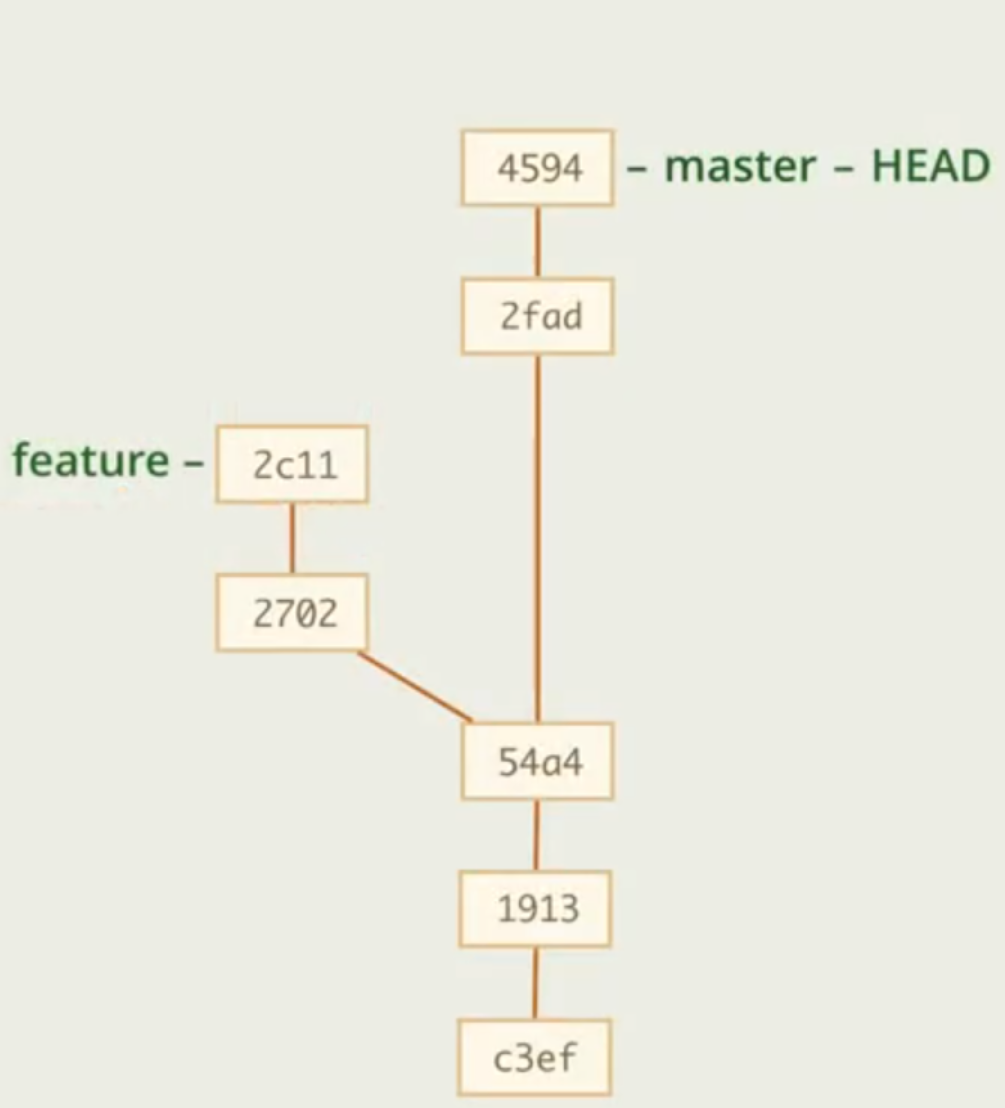 4594 – master – HEAD
2fad
feature – 2c11
2702
54a4
1913
c3ef